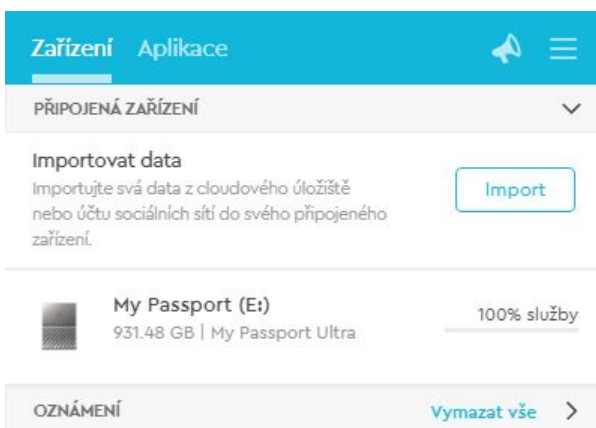 Zařízení Aplikace
PŘIPOJENÁ ZAŘÍZENÍ
Importovat data
Importujte svá data z cloudového úložiště
nebo účtu sociálních sítí do svého připojeného
zařízení.
Import
My Passport (E:)
931.48 GB | My Passport Ultra
100% služby
OZNÁMENÍ Vymazat vše